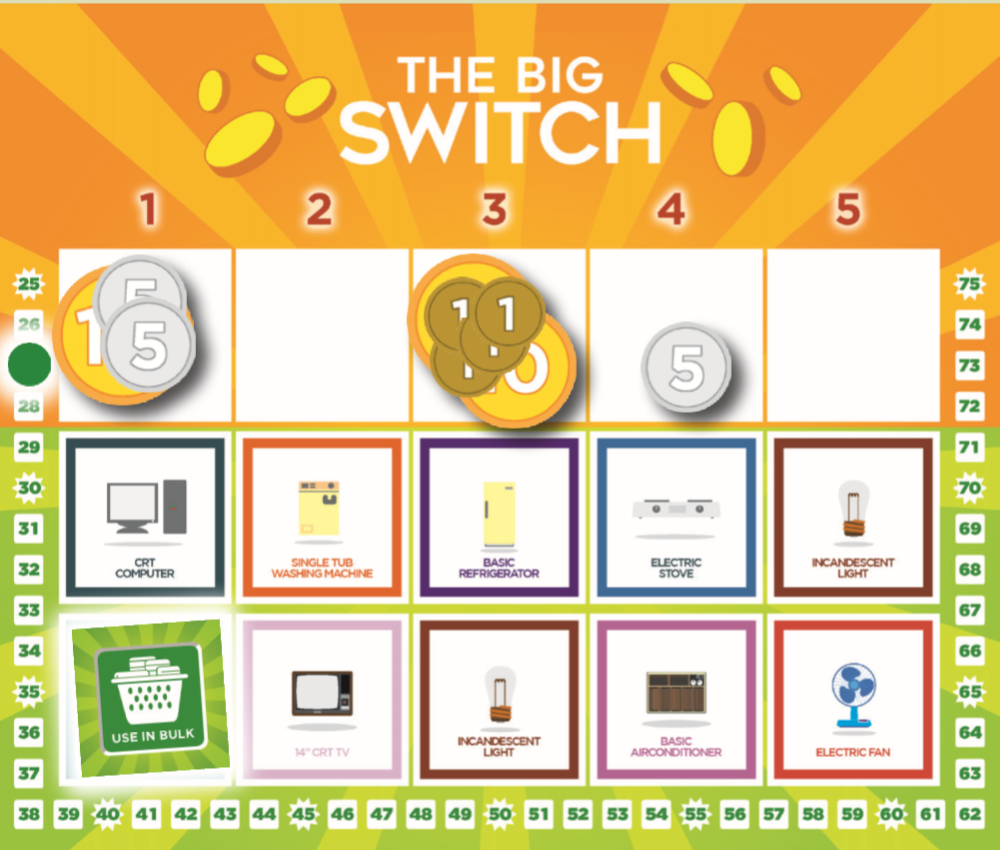 THE BIG
SWITCH
1 2 3 4 5
25 75
26 74
73
28 72
5
5
1
1
0
5
29 71
30 70
31 69
32 68
33 67
34 66
35 65
36 64
37 63
CRT
COMPUTER
SINGLE TUB
WASHING MACHINE
BASIC
REFRIGERATOR
ELECTRIC
STOVE
INCANDESCENT
LIGHT
USE IN BULK
14" CRT TV
INCANDESCENT
LIGHT
BASIC
AIRCONDITIONER
ELECTRIC FAN
38 39 40 41 42 43 44 45 46 47 48 49 50 51 52 53 54 55 56 57 58 59 60 61 62